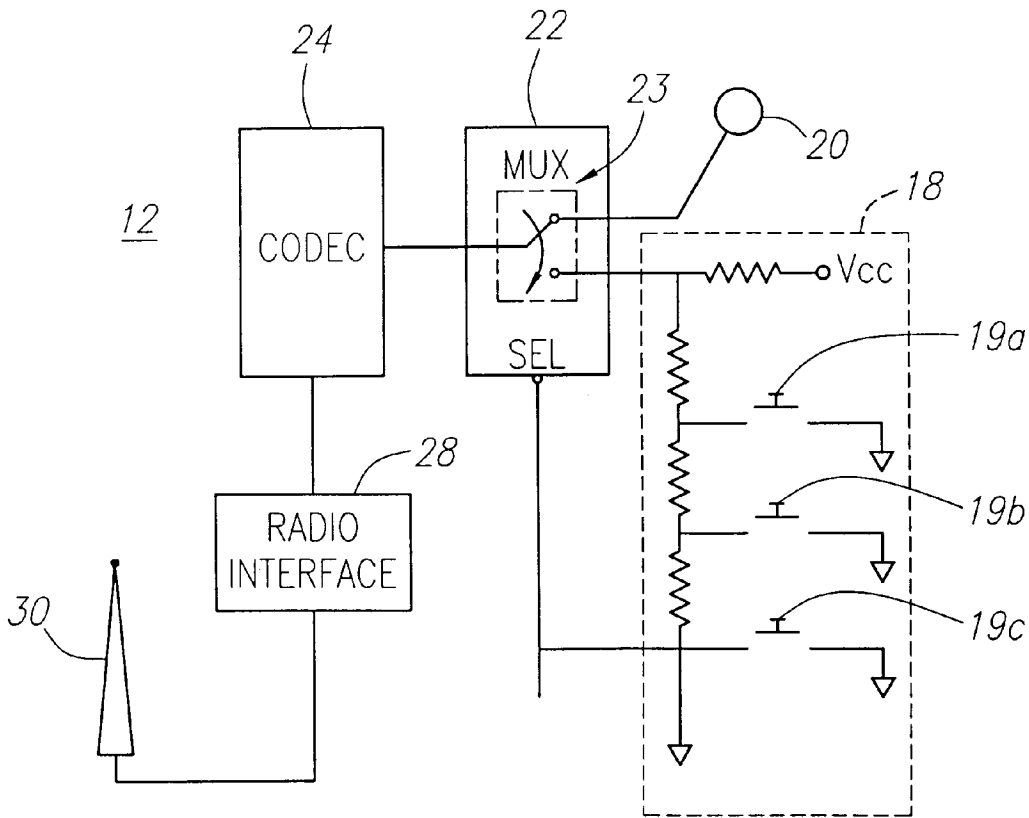 24
22
23
MUX
20
18
12
CODEC
Vcc
SEL
19a
28
RADIO
INTERFACE
19b
30
19c